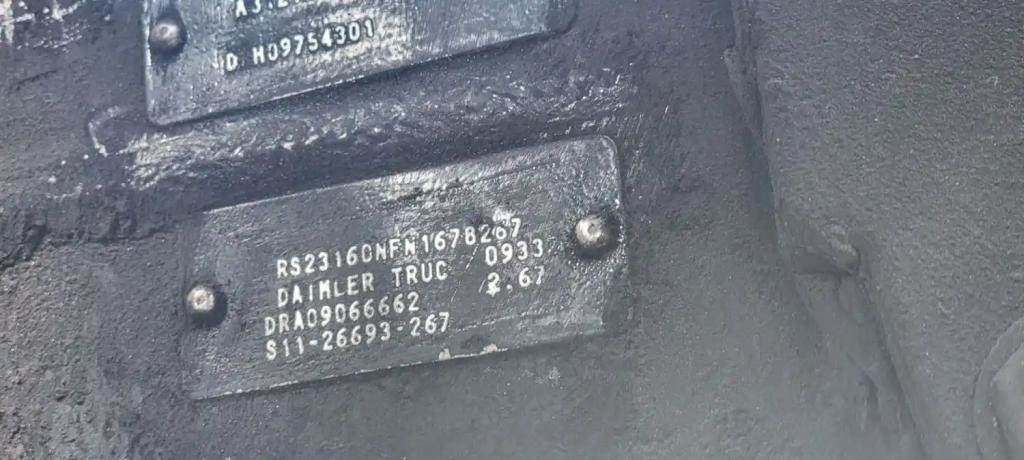 D H09754301
RS23160NFN1678267
DAIMLER TRUC 0933
DRA09066662 2.67
S11-26693-267